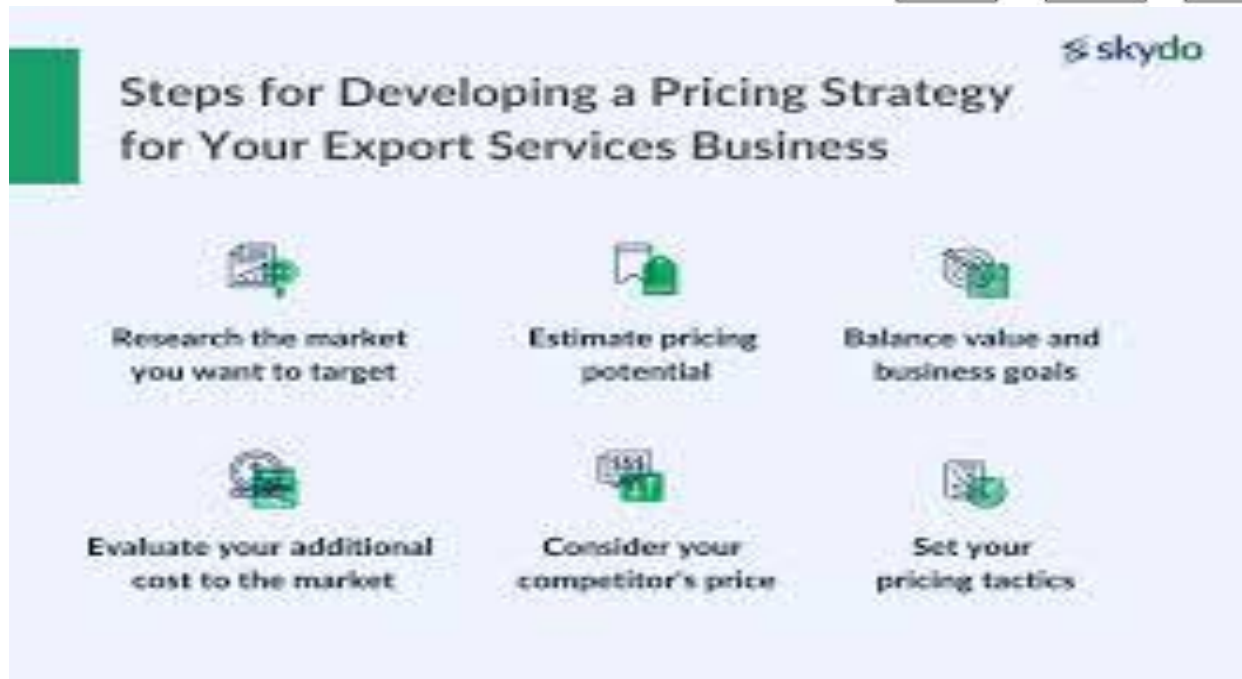 skydo
Steps for Developing a Pricing Strategy
for Your Export Services Business
Research the market
you want to target
Estimate pricing
potential
Balance value and
business goals
Evaluate your additional
cost to the market
Consider your
competitor's price
Set your
pricing tactics